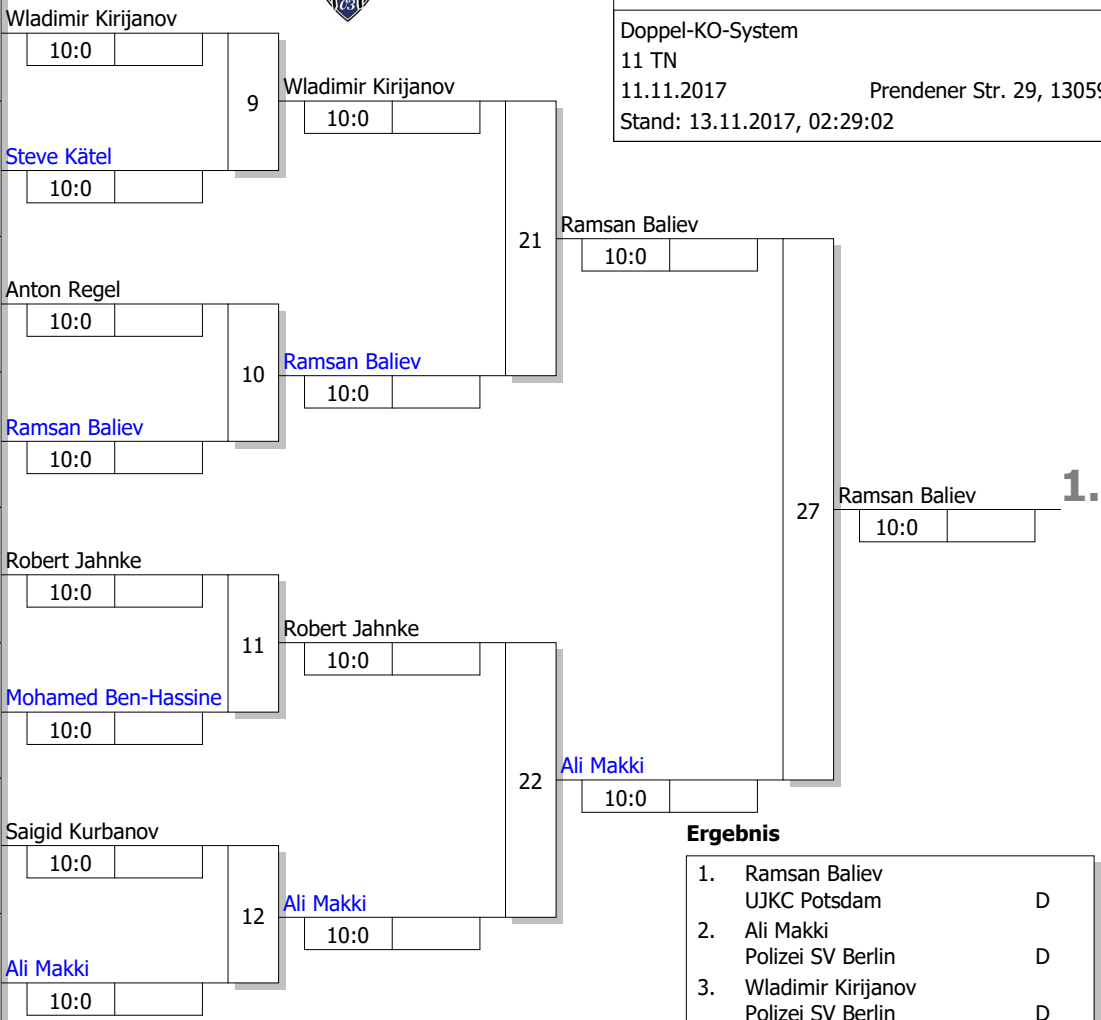 Wladimir Kirijanov
10:0
9
Wladimir Kirijanov
10:0
Steve Kätel
10:0
Doppel-KO-System
11 TN
11.11.2017 Prendener Str. 29, 13059
Stand: 13.11.2017, 02:29:02
21
Ramsan Baliev
10:0
Anton Regel
10:0
10
Ramsan Baliev
10:0
Ramsan Baliev
10:0
27
Ramsan Baliev
10:0
1.
Robert Jahnke
10:0
11
Robert Jahnke
10:0
Mohamed Ben-Hassine
10:0
22
Ali Makki
10:0
Saigid Kurbanov
10:0
12
Ali Makki
10:0
Ali Makki
10:0
Ergebnis
1. Ramsan Baliev
UJKC Potsdam D
2. Ali Makki
Polizei SV Berlin D
3. Wladimir Kirijanov
Polizei SV Berlin D